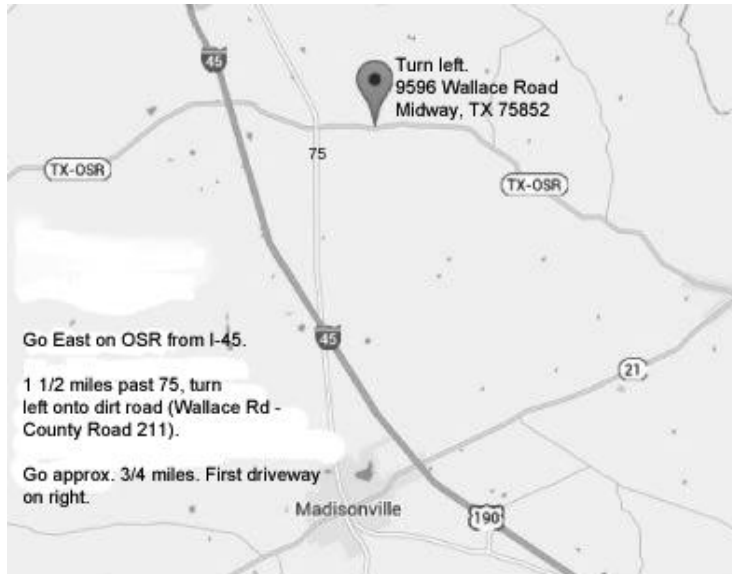 45
Turn left.
9596 Wallace Road
Midway, TX 75852
75
TX-OSR
TX-OSR
Go East on OSR from I-45.
45
1 1/2 miles past 75, turn
left onto dirt road (Wallace Rd -
County Road 211).
21
Go approx. 3/4 miles. First driveway
on right.
Madisonville
190